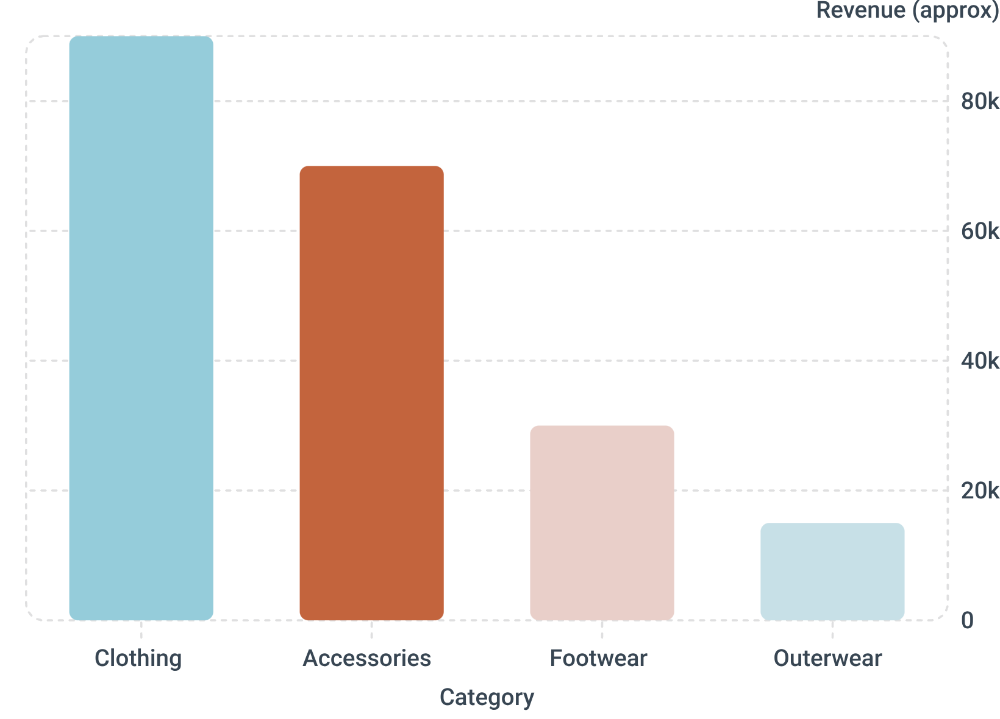 Revenue (approx)
80k
60k
40k
20k
0
Clothing
Accessories
Footwear
Outerwear
Category